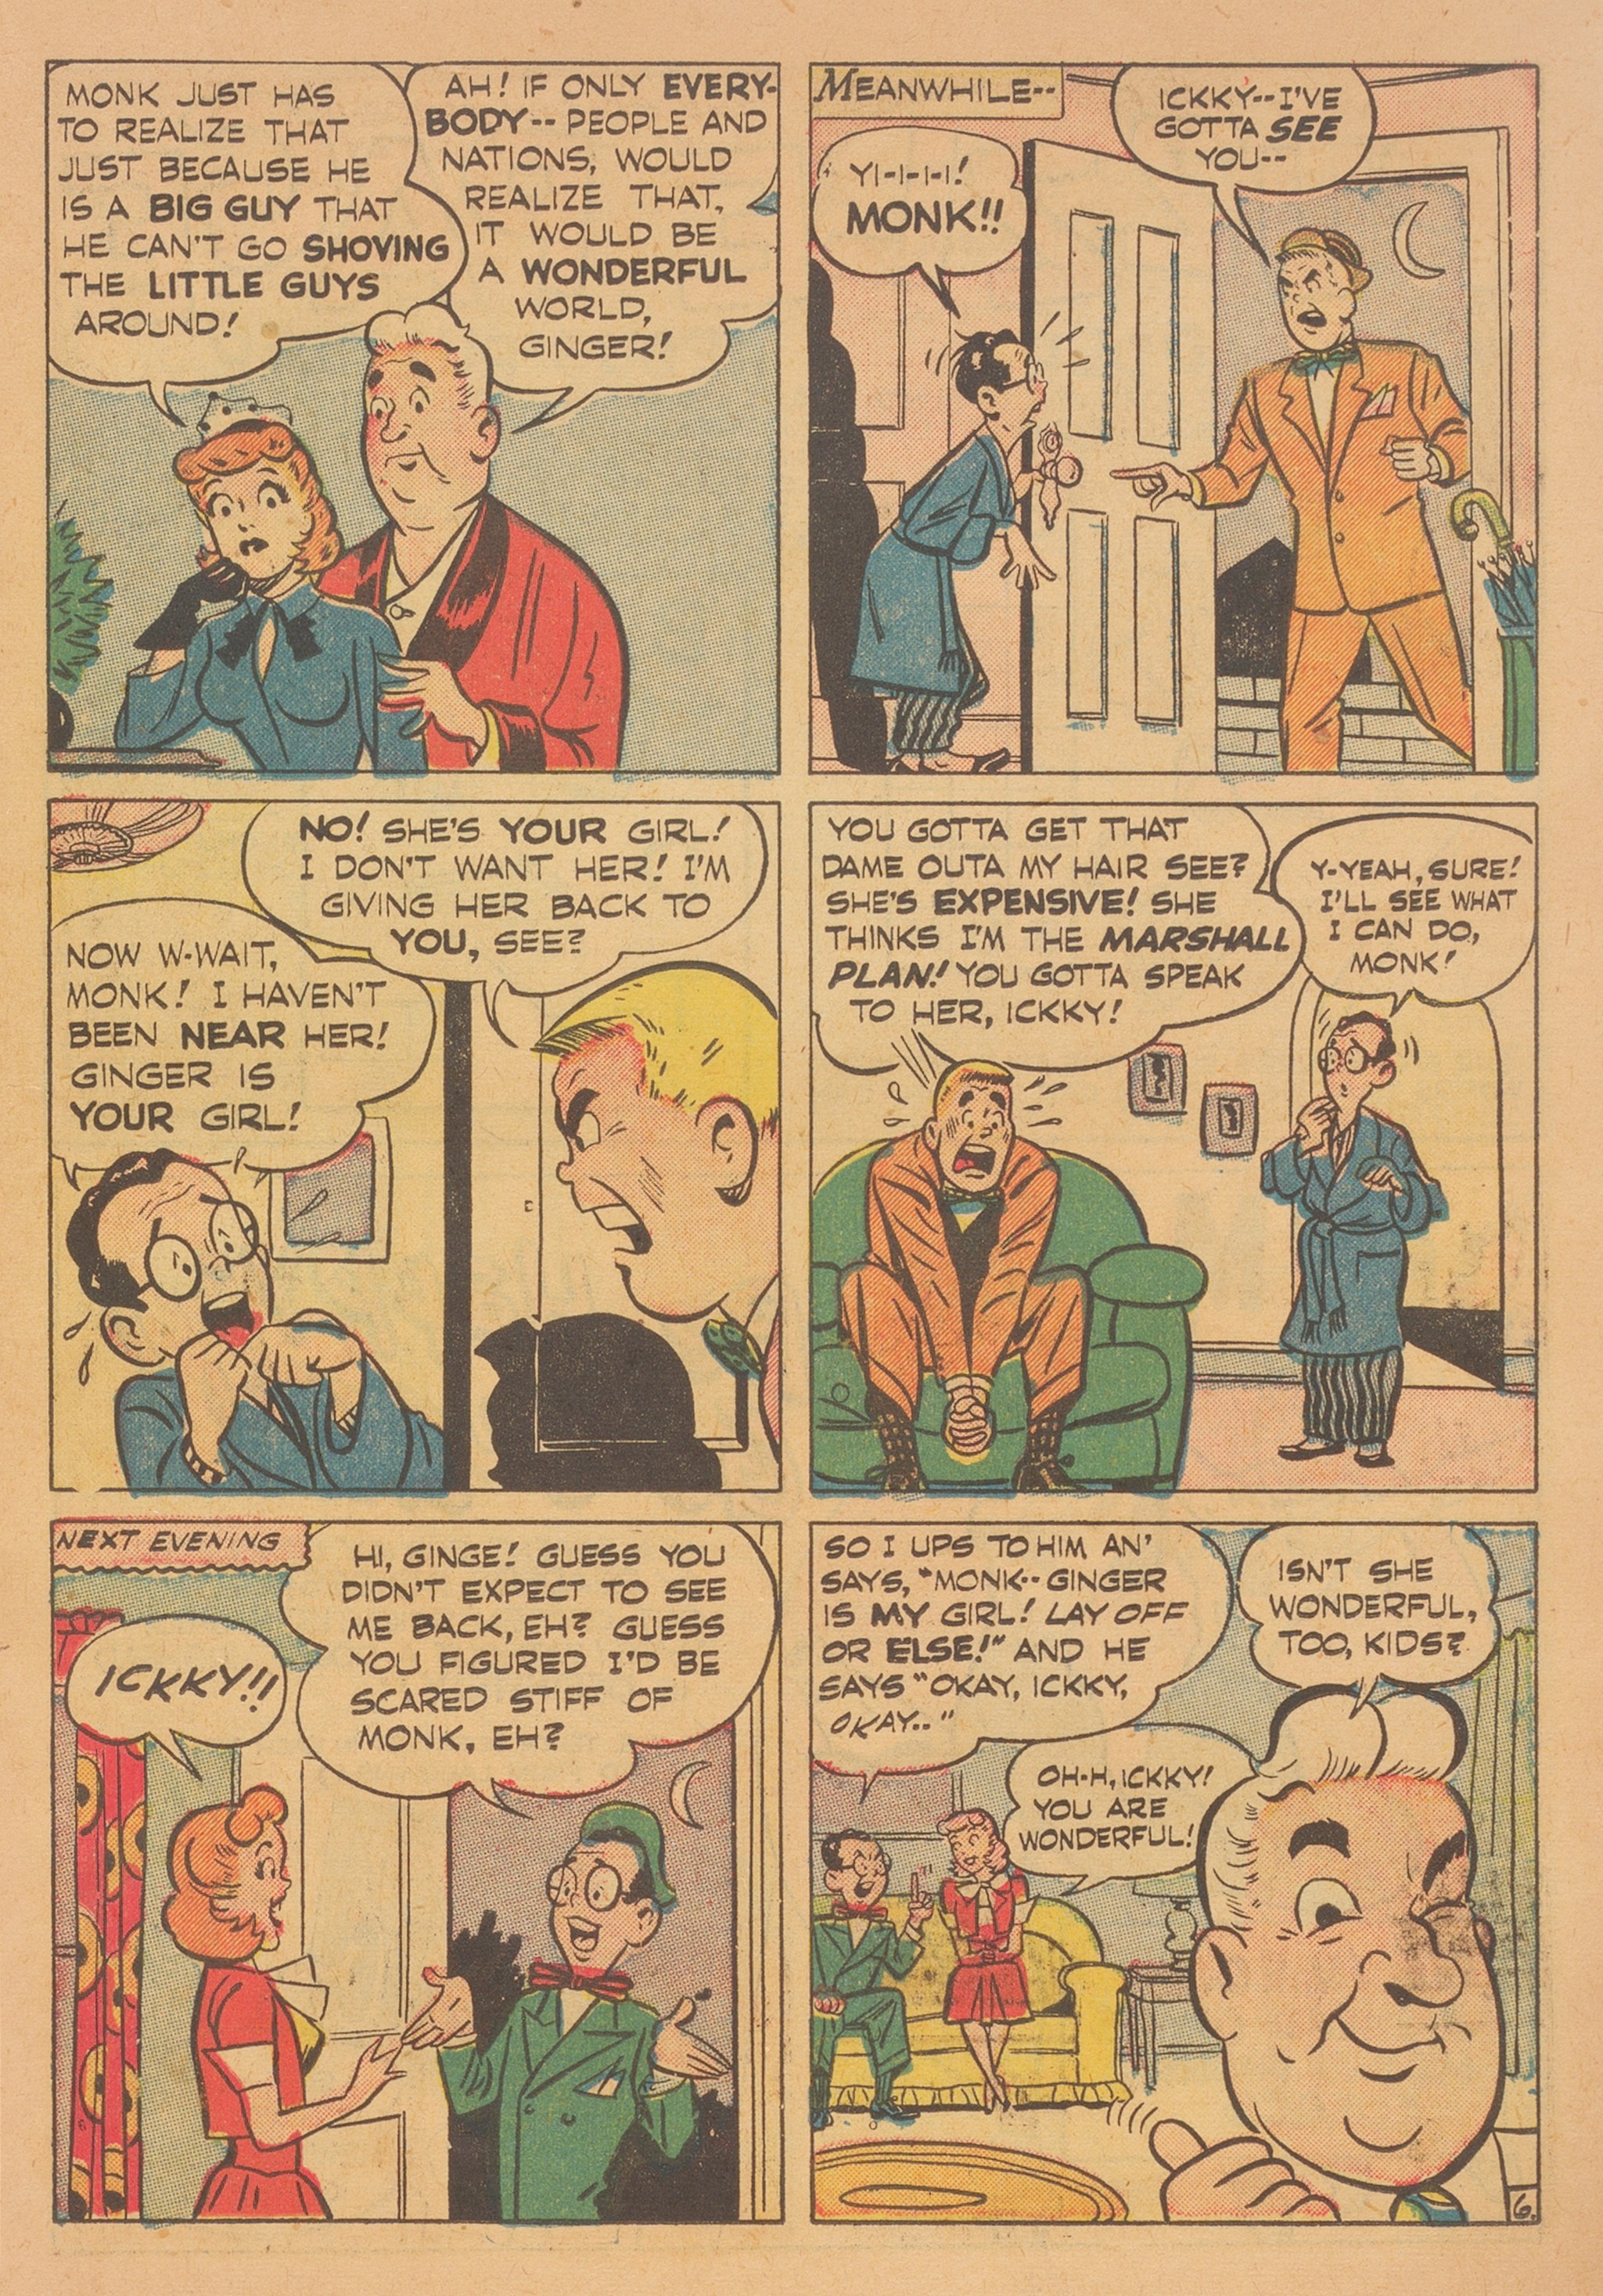 MONK JUST HAS
TO REALIZE THAT
JUST BECAUSE HE
IS A BIG GUY THAT
HE CAN'T GO SHOVING
THE LITTLE GUYS
AROUND!
AH! IF ONLY EVERY-
BODY-- PEOPLE AND
NATIONS, WOULD
REALIZE THAT,
IT WOULD BE
A WONDERFUL
WORLD,
GINGER!
MEANWHILE--
YI-I-I-I!
MONK!!
ICKKY--I'VE
GOTTA SEE
YOU--
NOW W-WAIT,
MONK! I HAVEN'T
BEEN NEAR HER!
GINGER IS
YOUR GIRL!
NO! SHE'S YOUR GIRL!
I DON'T WANT HER! I'M
GIVING HER BACK TO
YOU, SEE?
YOU GOTTA GET THAT
DAME OUTA MY HAIR SEE?
SHE'S EXPENSIVE! SHE
THINKS I'M THE MARSHALL
PLAN! YOU GOTTA SPEAK
TO HER, ICKKY!
Y-YEAH, SURE!
I'LL SEE WHAT
I CAN DO,
MONK!
NEXT EVENING
ICKKY!!
HI, GINGE! GUESS YOU
DIDN'T EXPECT TO SEE
ME BACK, EH? GUESS
YOU FIGURED I'D BE
SCARED STIFF OF
MONK, EH?
SO I UPS TO HIM AN'
SAYS, "MONK-- GINGER
IS MY GIRL! LAY OFF
OR ELSE!" AND HE
SAYS "OKAY, ICKKY,
OKAY.."
OH-H, ICKKY!
YOU ARE
WONDERFUL!
ISN'T SHE
WONDERFUL,
TOO, KIDS?
6.